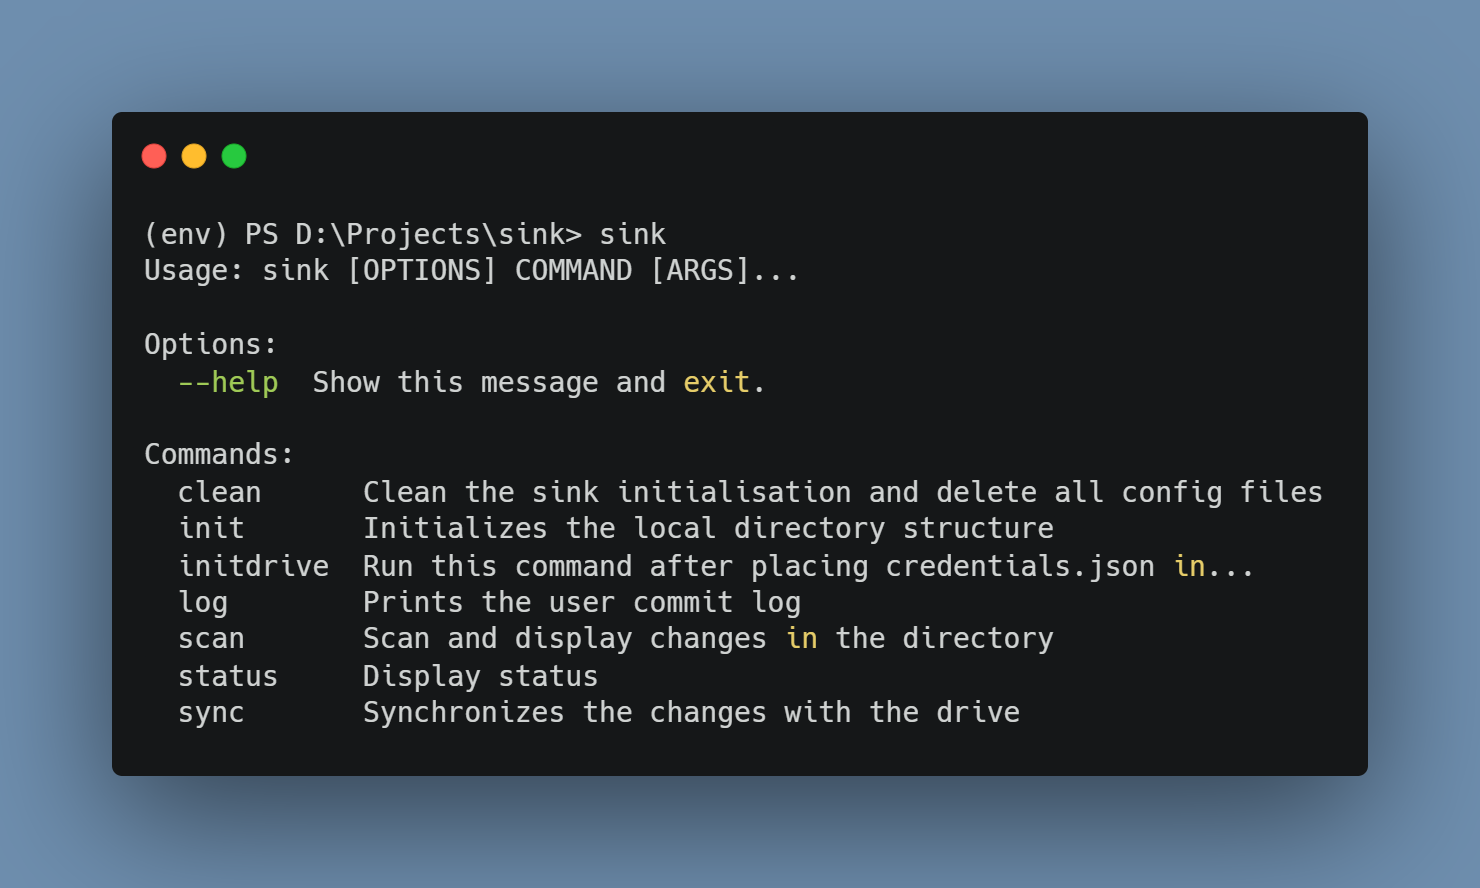 (env) PS D:\Projects\sink> sink
Usage: sink [OPTIONS] COMMAND [ARGS]...

Options:
  --help  Show this message and exit.

Commands:
  clean      Clean the sink initialisation and delete all config files
  init       Initializes the local directory structure
  initdrive  Run this command after placing credentials.json in...
  log        Prints the user commit log
  scan       Scan and display changes in the directory
  status     Display status
  sync       Synchronizes the changes with the drive